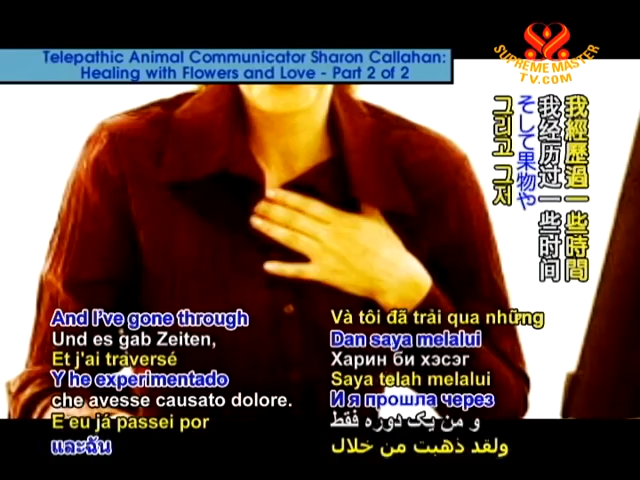 Telepathic Animal Communicator Sharon Callahan:
Healing with Flowers and Love - Part 2 of 2
SUPREME MASTER
TV.COM
我經歷過一些時間
我经历过一些时间
そして果物や
그리고 그저
And I've gone through
Und es gab Zeiten,
Et j'ai traversé
Y he experimentado
che avesse causato dolore.
E eu já passei por
และฉัน
Và tôi đã trải qua những
Dan saya melalui
Харин би хэсэг
Saya telah melalui
И я прошла через
و من یک دوره فقط
ولقد ذهبت من خلال